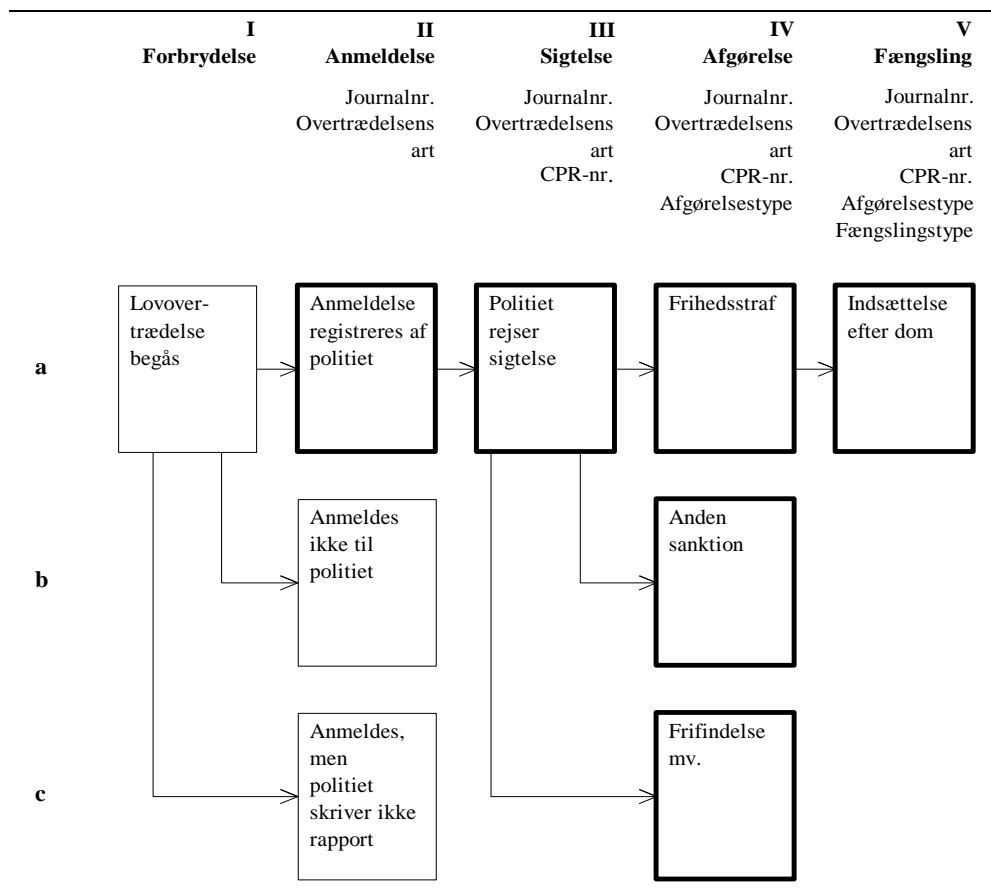 I
Forbrydelse
II
Anmeldelse
III
Sigtelse
IV
Afgørelse
V
Fængsling
Journalnr.
Overtrædelsens
art
Journalnr.
Overtrædelsens
art
CPR-nr.
Journalnr.
Overtrædelsens
art
CPR-nr.
Afgørelsestype
Journalnr.
Overtrædelsens
art
CPR-nr.
Afgørelsestype
Fængslingstype
a
Lovover-
trædelse
begås
Anmeldelse
registreres af
politiet
Politiet
rejser
sigtelse
Frihedsstraf
Indsættelse
efter dom
b
Anmeldes
ikke til
politiet
Anden
sanktion
c
Anmeldes,
men
politiet
skriver ikke
rapport
Frifindelse
mv.